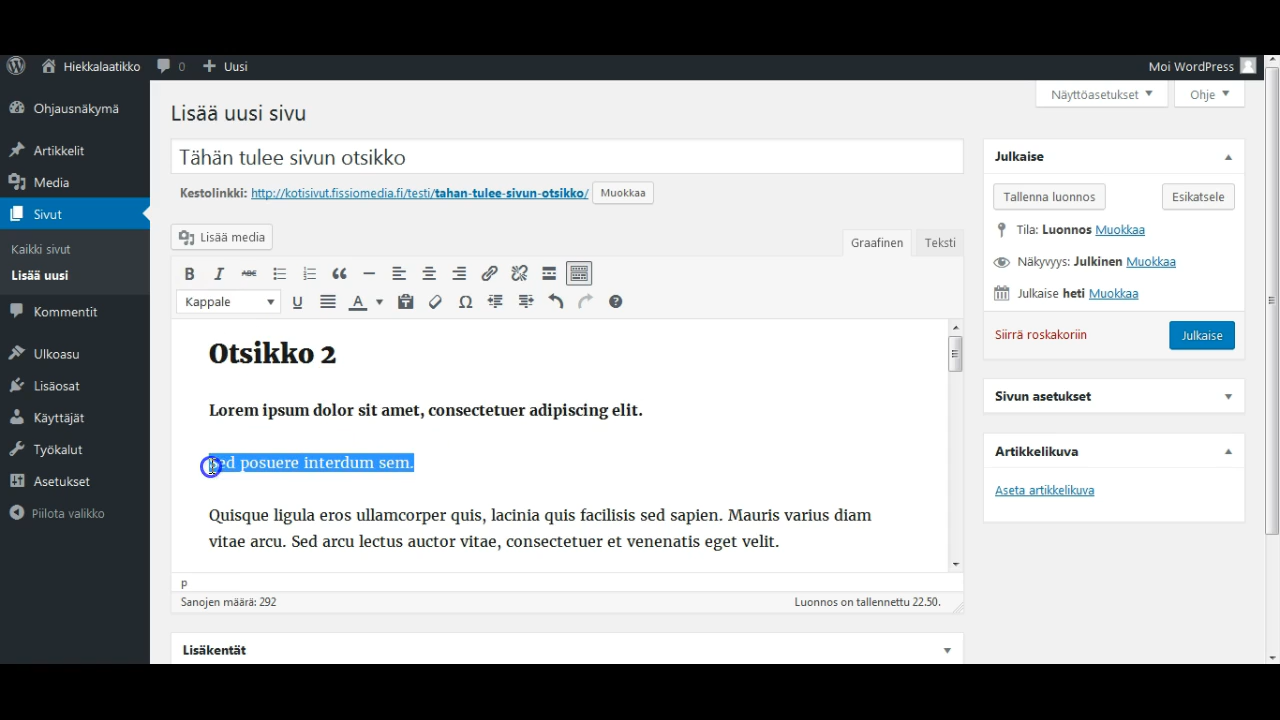 Hiekkalaatikko 0 Uusi Moi WordPress
Näyttöasetukset Ohje
Ohjausnäkymä
Artikkelit
Media
Sivut
Kaikki sivut
Lisää uusi
Kommentit
Ulkoasu
Lisäosat
Käyttäjät
Työkalut
Asetukset
Piilota valikko
Lisää uusi sivu
Tähän tulee sivun otsikko
Kestolinkki: http://kotisivut.fissiomedia.fi/testi/tahan-tulee-sivun-otsikko/ Muokkaa
Lisää media
Graafinen Teksti
B I ABC
Kappale U A Ω
Otsikko 2
Lorem ipsum dolor sit amet, consectetuer adipiscing elit.
Sed posuere interdum sem.
Quisque ligula eros ullamcorper quis, lacinia quis facilisis sed sapien. Mauris varius diam
vitae arcu. Sed arcu lectus auctor vitae, consectetuer et venenatis eget velit.
p
Sanojen määrä: 292 Luonnos on tallennettu 22.50.
Lisäkentät
Julkaise
Tallenna luonnos Esikatsele
Tila: Luonnos Muokkaa
Näkyvyys: Julkinen Muokkaa
Julkaise heti Muokkaa
Siirrä roskakoriin Julkaise
Sivun asetukset
Artikkelikuva
Aseta artikkelikuva